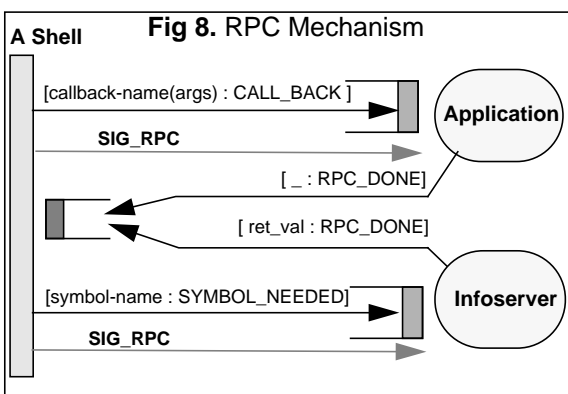 Fig 8. RPC Mechanism
A Shell
[callback-name(args) : CALL_BACK ]
Application
SIG_RPC
[ _ : RPC_DONE]
[ ret_val : RPC_DONE]
[symbol-name : SYMBOL_NEEDED]
Infoserver
SIG_RPC